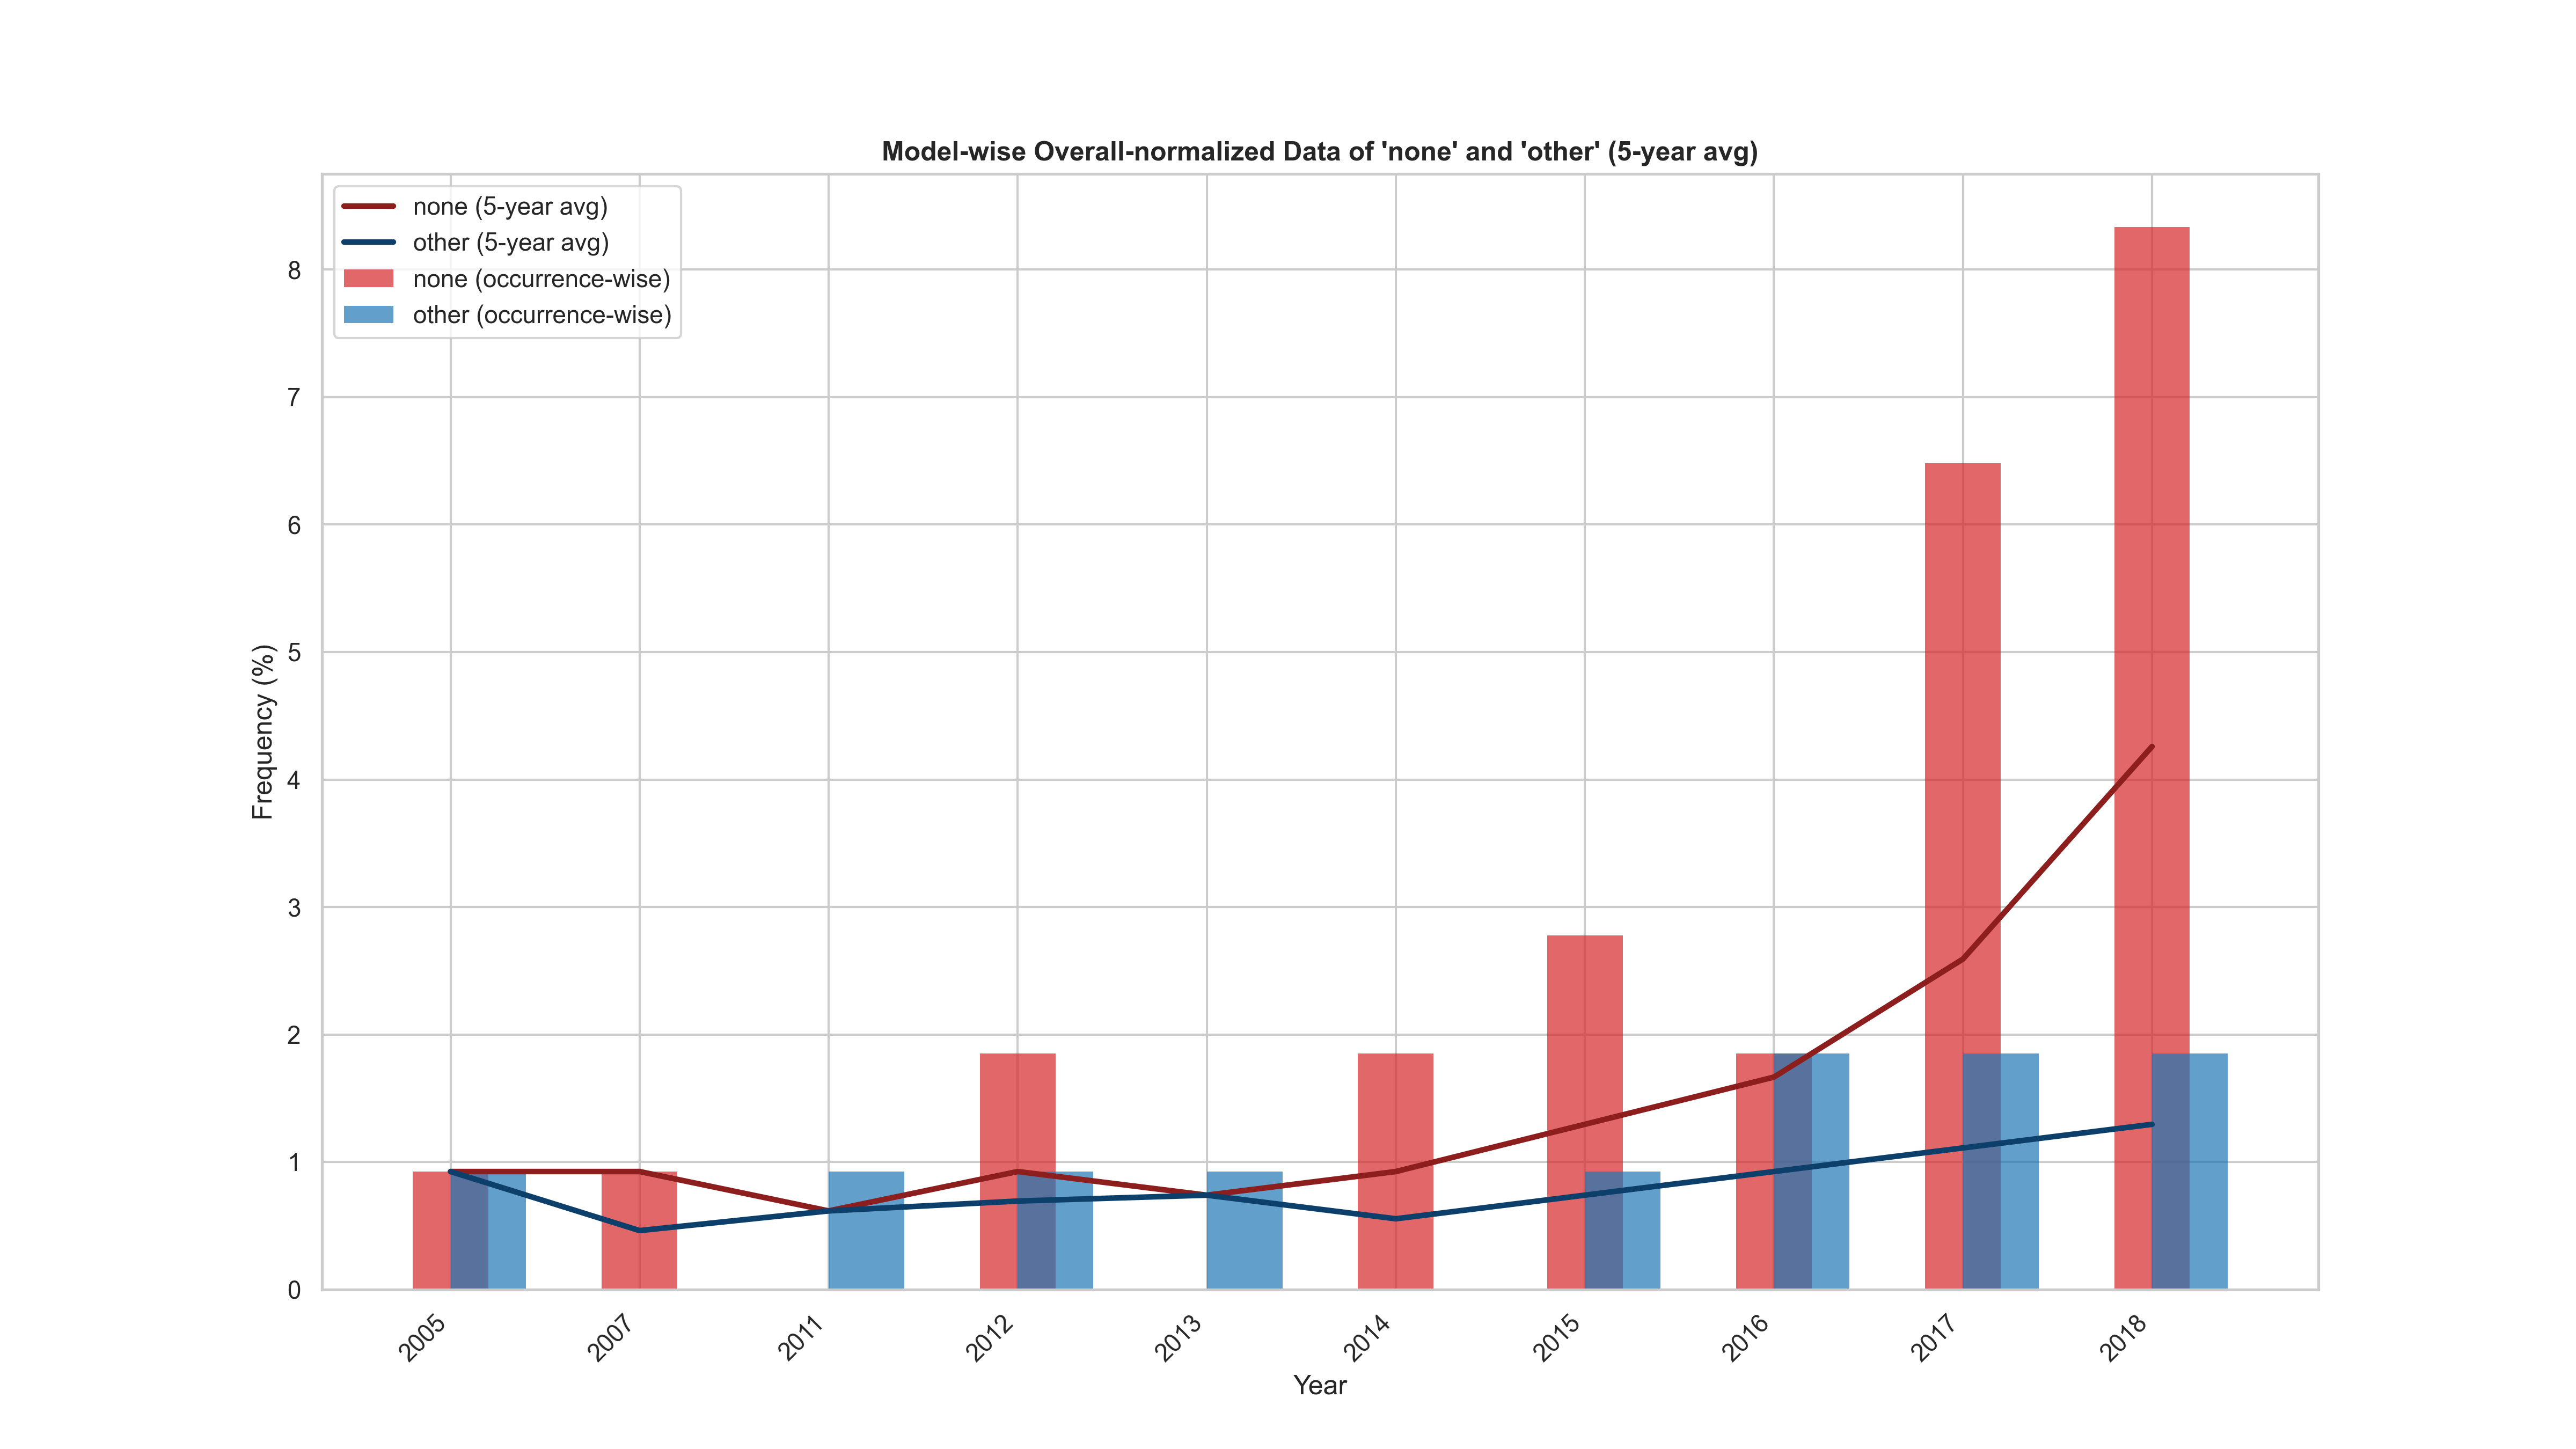 Model-wise Overall-normalized Data of 'none' and 'other' (5-year avg)
none (5-year avg)
other (5-year avg)
none (occurrence-wise)
other (occurrence-wise)
8
7
6
5
4
3
2
1
0
Frequency (%)
2005
2007
2011
2012
2013
2014
2015
2016
2017
2018
Year